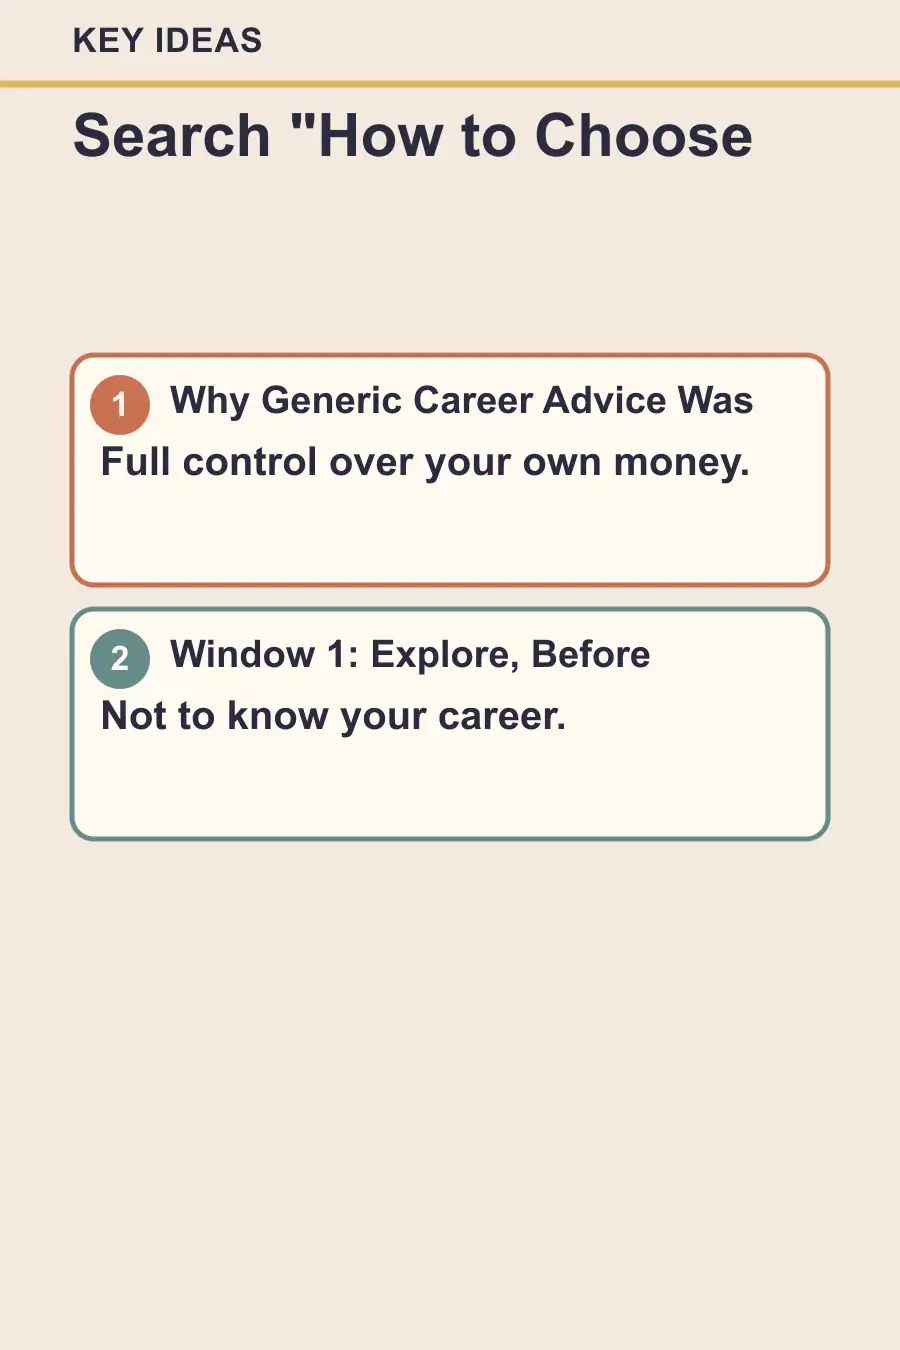 KEY IDEAS
Search "How to Choose
1 Why Generic Career Advice Was
Full control over your own money.
2 Window 1: Explore, Before
Not to know your career.